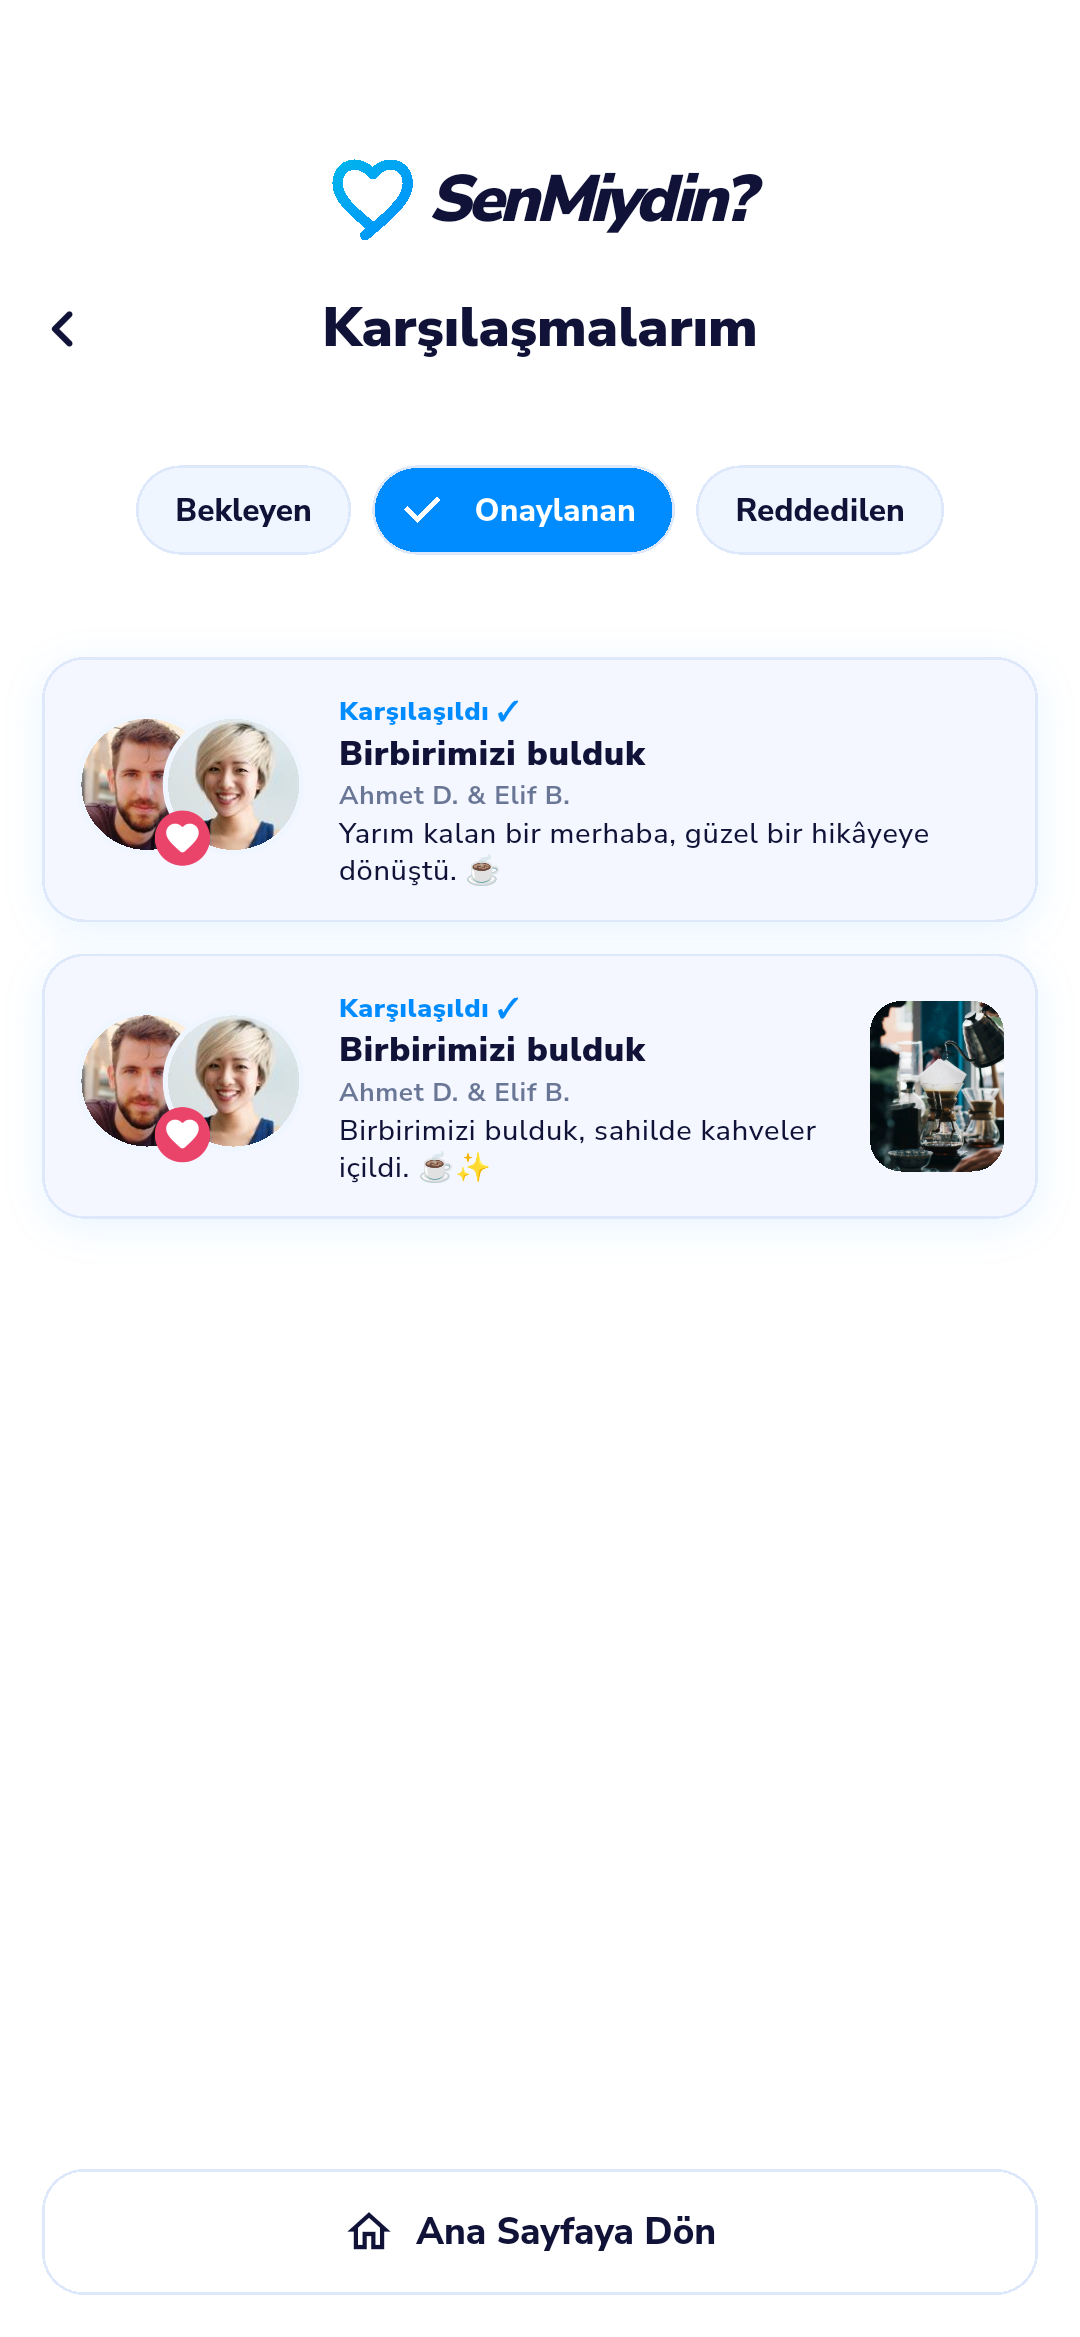 SenMiydin?
Karşılaşmalarım
Bekleyen
Onaylanan
Reddedilen
Karşılaşıldı ✓
Birbirimizi bulduk
Ahmet D. & Elif B.
Yarım kalan bir merhaba, güzel bir hikâyeye
dönüştü. ☕
Karşılaşıldı ✓
Birbirimizi bulduk
Ahmet D. & Elif B.
Birbirimizi bulduk, sahilde kahveler
içildi. ☕✨
Ana Sayfaya Dön